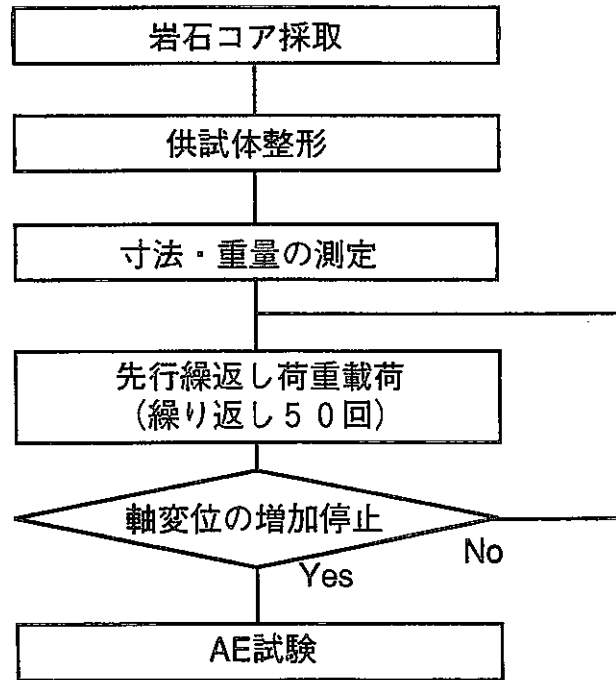 岩石コア採取
供試体整形
寸法・重量の測定
先行繰返し荷重載荷
(繰り返し５０回)
軸変位の増加停止
No
Yes
AE試験